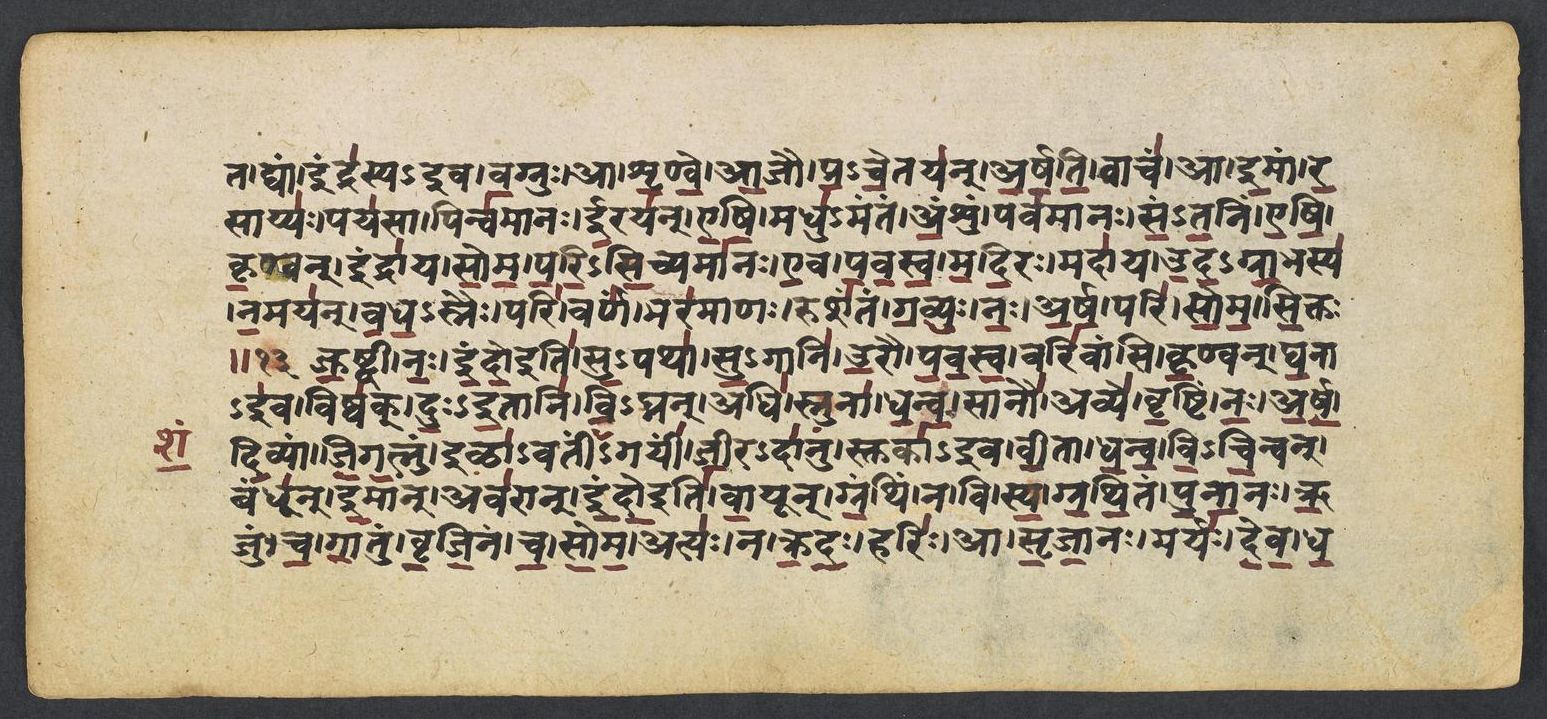 त।द्यां।इंद्रस्यऽइव।वग्नुः।आ।शृण्वे।आजौ।प्रऽचेतयन्।अर्षति।वाचं।आ।इमां।र
साय्यः।पयसा।पिन्वमानः।ईरयन्।एषि।मधुऽमंतं।अंशुं।पवमानः।संऽतनिं।एषि।
कृण्वन्।इंद्राय।सोम।परिऽसिच्यमानः।एव।पवस्व।मदिरः।मदाय।उदऽग्राभस्य
।नमयन्।वधऽस्नैः।परि।वर्णं।भरमाणः।रुशंतं।गव्युः।नः।अर्ष।परि।सोम।सिक्तः
॥१३ जुष्ट्वी।नः।इंदोइति।सुऽपथा।सुऽगानि।उरौ।पवस्व।वरिवांसि।कृण्वन्।घना
ऽइव।विष्वक्।दुःऽइतानि।विऽघ्नन्।अधि।स्नुना।धन्व।सानौ।अव्ये।वृष्टिं।नः।अर्ष।
दिव्यां।जिगत्नुं।इळाऽवतीं।ऽगयीं।जीरऽदानुं।स्तुकाऽइव।वीता।धन्व।विऽचिन्वन्।
शं
बंधून्।इमान्।अवरान्।इंदोइति।वायून्।ग्रंथिं।न।वि।स्य।ग्रथितं।पुनानः।ऋ
जुं।च।गातुं।वृजिनं।च।सोम।अत्यः।न।क्रदः।हरिः।आ।सृजानः।मर्यः।देव।ध